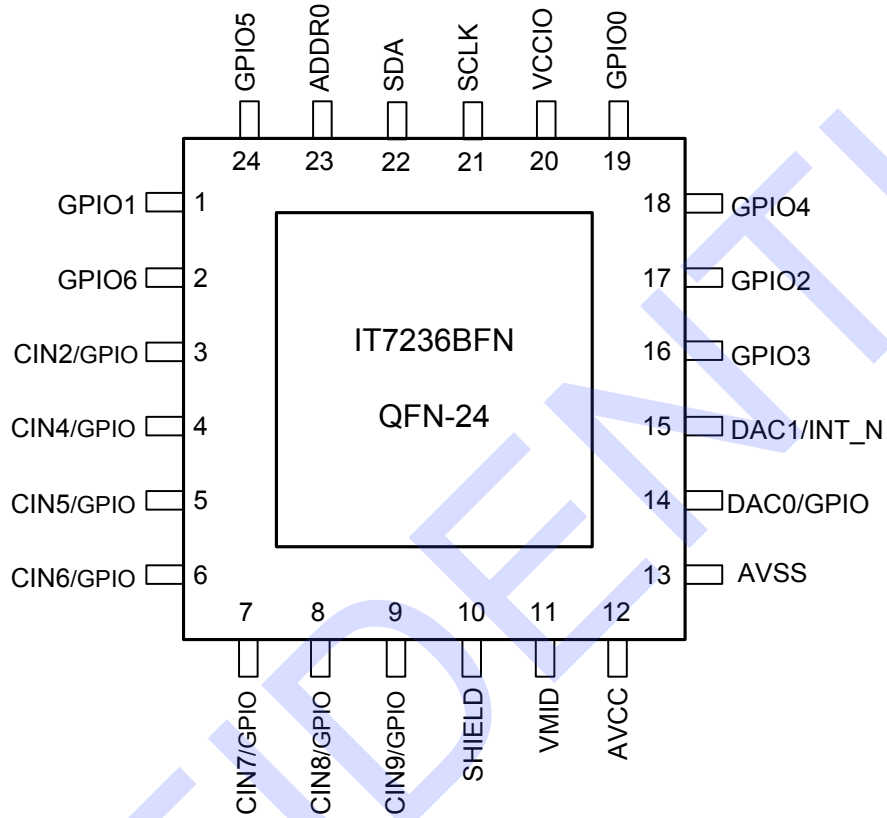 GPIO5
ADDR0
SDA
SCLK
VCCIO
GPIO0
24
23
22
21
20
19
GPIO1
1
18
GPIO4
GPIO6
2
17
GPIO2
CIN2/GPIO
3
IT7236BFN
16
GPIO3
CIN4/GPIO
4
QFN-24
15
DAC1/INT_N
CIN5/GPIO
5
14
DAC0/GPIO
CIN6/GPIO
6
13
AVSS
7
8
9
10
11
12
CIN7/GPIO
CIN8/GPIO
CIN9/GPIO
SHIELD
VMID
AVCC